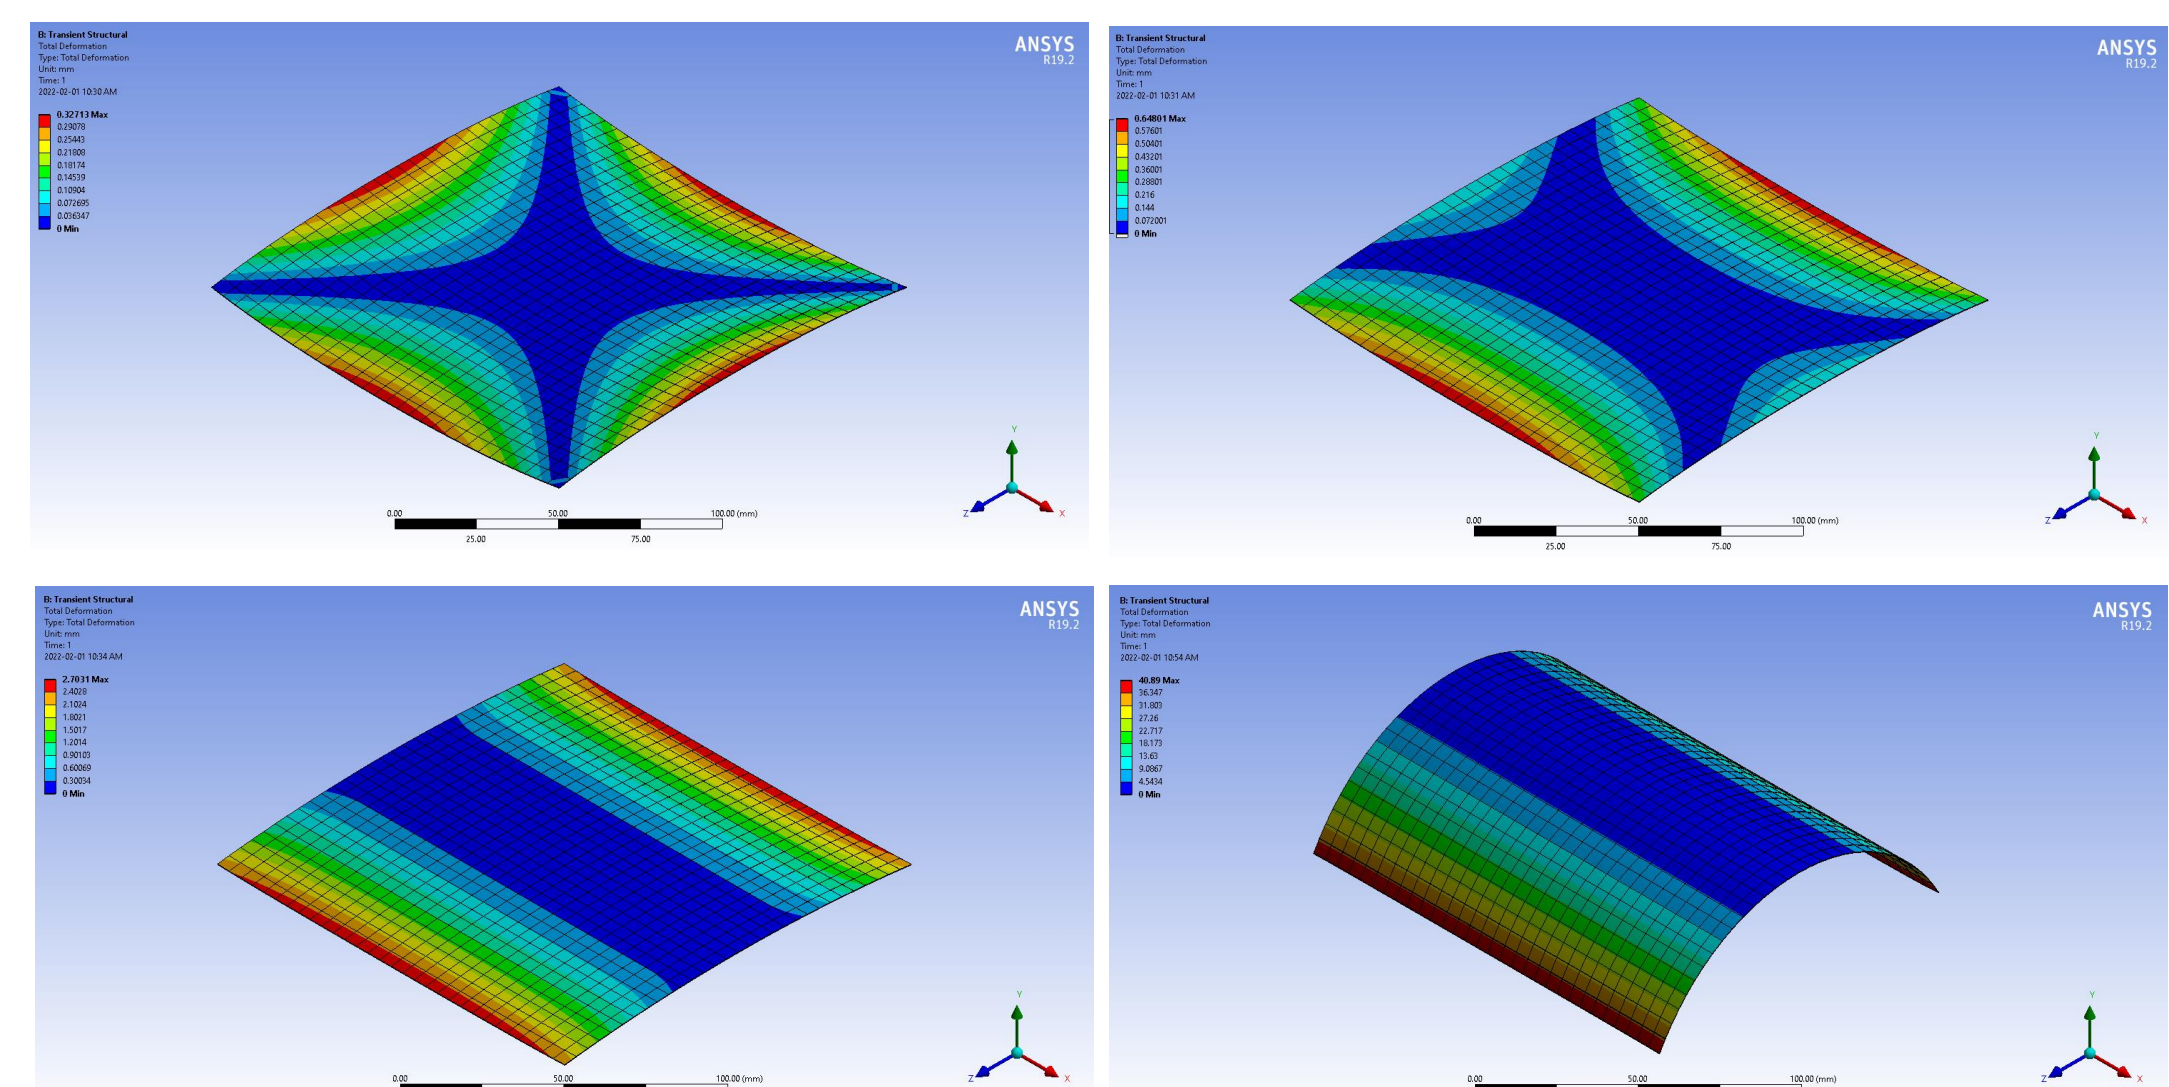 B: Transient Structural
Total Deformation
Type: Total Deformation
Unit: mm
Time: 1
2022-02-01 10:30 AM
0.32713 Max
0.29078
0.25443
0.21808
0.18174
0.14539
0.10904
0.072695
0.036347
0 Min
ANSYS
R19.2
Y
Z
X
0.00 50.00 100.00 (mm)
25.00 75.00
B: Transient Structural
Total Deformation
Type: Total Deformation
Unit: mm
Time: 1
2022-02-01 10:31 AM
0.64801 Max
0.57601
0.50401
0.43201
0.36001
0.28801
0.216
0.144
0.072001
0 Min
ANSYS
R19.2
Y
Z
X
0.00 50.00 100.00 (mm)
25.00 75.00
B: Transient Structural
Total Deformation
Type: Total Deformation
Unit: mm
Time: 1
2022-02-01 10:34 AM
2.7031 Max
2.4028
2.1024
1.8021
1.5017
1.2014
0.90103
0.60069
0.30034
0 Min
ANSYS
R19.2
Y
Z
X
0.00 50.00 100.00 (mm)
B: Transient Structural
Total Deformation
Type: Total Deformation
Unit: mm
Time: 1
2022-02-01 10:54 AM
40.89 Max
36.347
31.803
27.26
22.717
18.173
13.63
9.0867
4.5434
0 Min
ANSYS
R19.2
Y
Z
X
0.00 50.00 100.00 (mm)